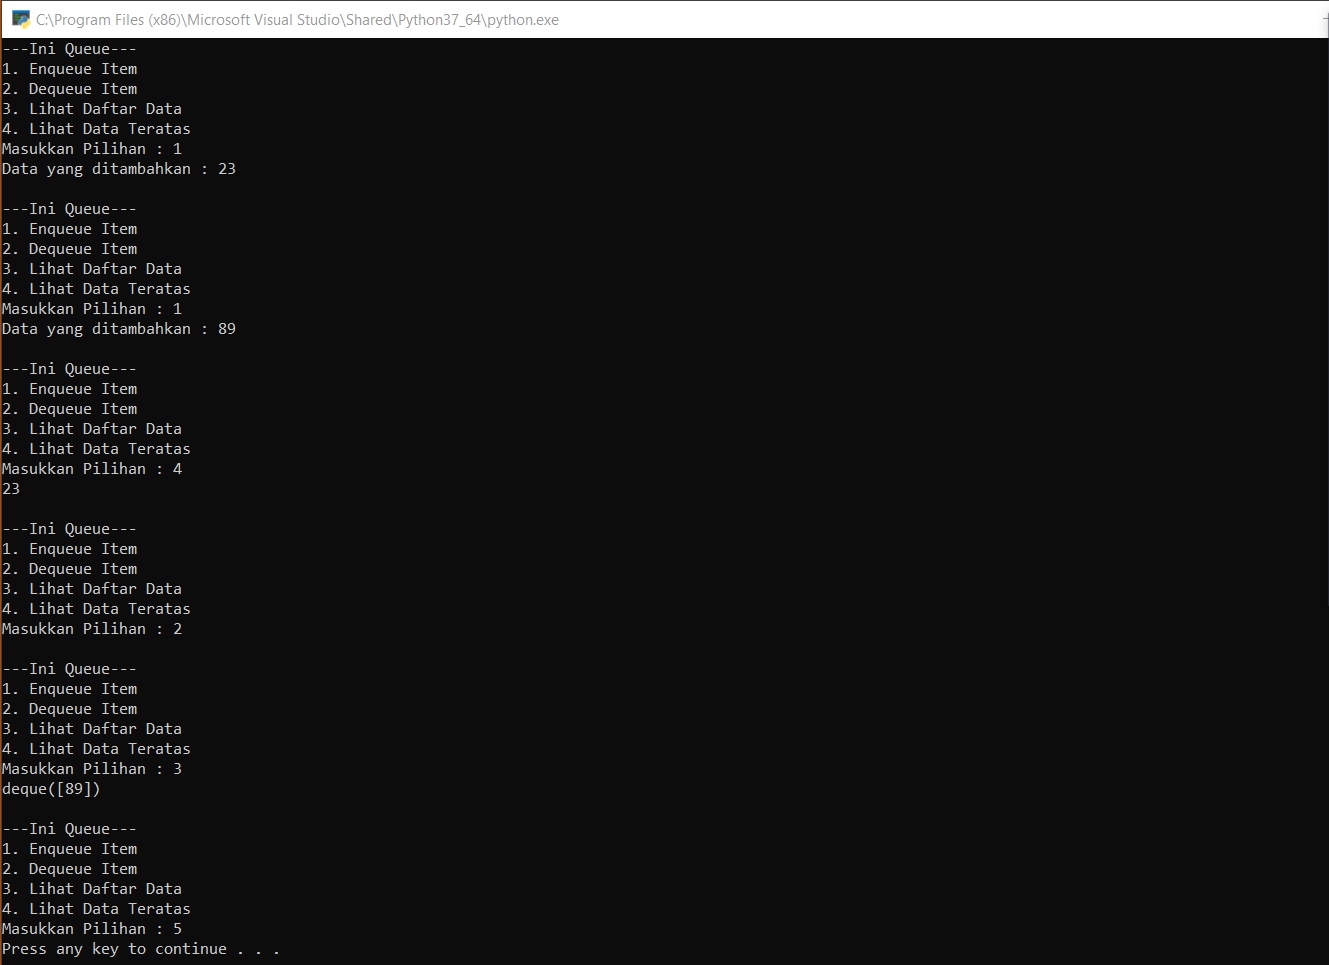 C:\Program Files (x86)\Microsoft Visual Studio\Shared\Python37_64\python.exe
---Ini Queue---
1. Enqueue Item
2. Dequeue Item
3. Lihat Daftar Data
4. Lihat Data Teratas
Masukkan Pilihan : 1
Data yang ditambahkan : 23
---Ini Queue---
1. Enqueue Item
2. Dequeue Item
3. Lihat Daftar Data
4. Lihat Data Teratas
Masukkan Pilihan : 1
Data yang ditambahkan : 89
---Ini Queue---
1. Enqueue Item
2. Dequeue Item
3. Lihat Daftar Data
4. Lihat Data Teratas
Masukkan Pilihan : 4
23
---Ini Queue---
1. Enqueue Item
2. Dequeue Item
3. Lihat Daftar Data
4. Lihat Data Teratas
Masukkan Pilihan : 2
---Ini Queue---
1. Enqueue Item
2. Dequeue Item
3. Lihat Daftar Data
4. Lihat Data Teratas
Masukkan Pilihan : 3
deque([89])
---Ini Queue---
1. Enqueue Item
2. Dequeue Item
3. Lihat Daftar Data
4. Lihat Data Teratas
Masukkan Pilihan : 5
Press any key to continue . . .